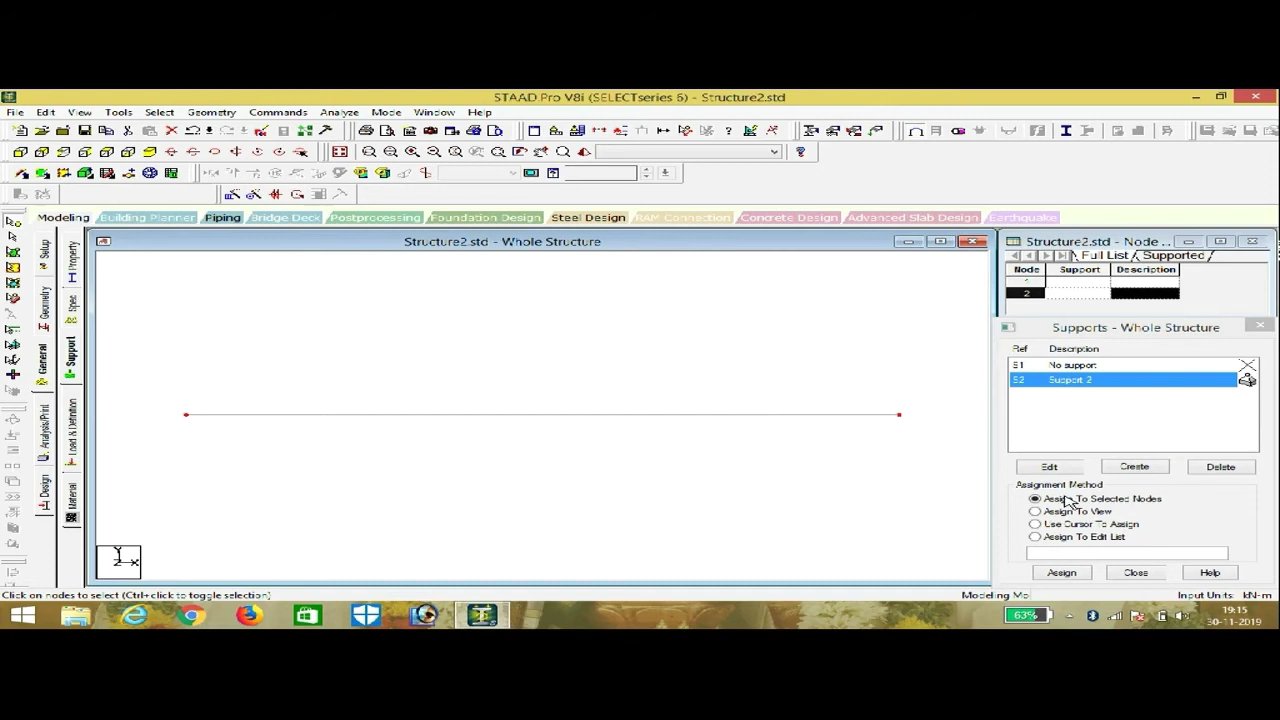 STAAD.Pro V8i (SELECTseries 6) - Structure2.std
File Edit View Tools Select Geometry Commands Analyze Mode Window Help
Modeling Building Planner Piping Bridge Deck Postprocessing Foundation Design Steel Design RAM Connection Concrete Design Advanced Slab Design Earthquake
Structure2.std - Whole Structure
Setup
Geometry
General
Analysis/Print
Design
Property
Spec
Support
Load & Definition
Material
Y
Z X
Structure2.std - Node ...
Full List Supported
Node Support Description
1
2
Supports - Whole Structure
Ref Description
S1 No support
S2 Support 2
Edit Create Delete
Assignment Method
Assign To Selected Nodes
Assign To View
Use Cursor To Assign
Assign To Edit List
Assign Close Help
Click on nodes to select (Ctrl+click to toggle selection) Modeling Mo Input Units: kN-m
63% 19:15
30-11-2019